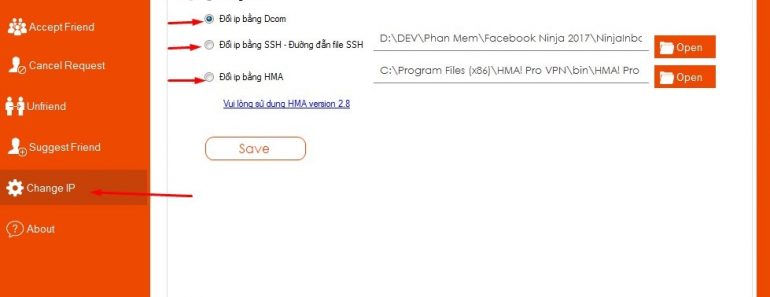 Accept Friend
Cancel Request
Unfriend
Suggest Friend
Change IP
About
Đổi ip bằng Dcom
Đổi ip bằng SSH - Đường đẫn file SSH
D:\DEV\Phan Mem\Facebook Ninja 2017\NinjaInbo
Open
Đổi ip bằng HMA
C:\Program Files (x86)\HMA! Pro VPN\bin\HMA! Pro
Open
Vui lòng sử dụng HMA version 2.8
Save